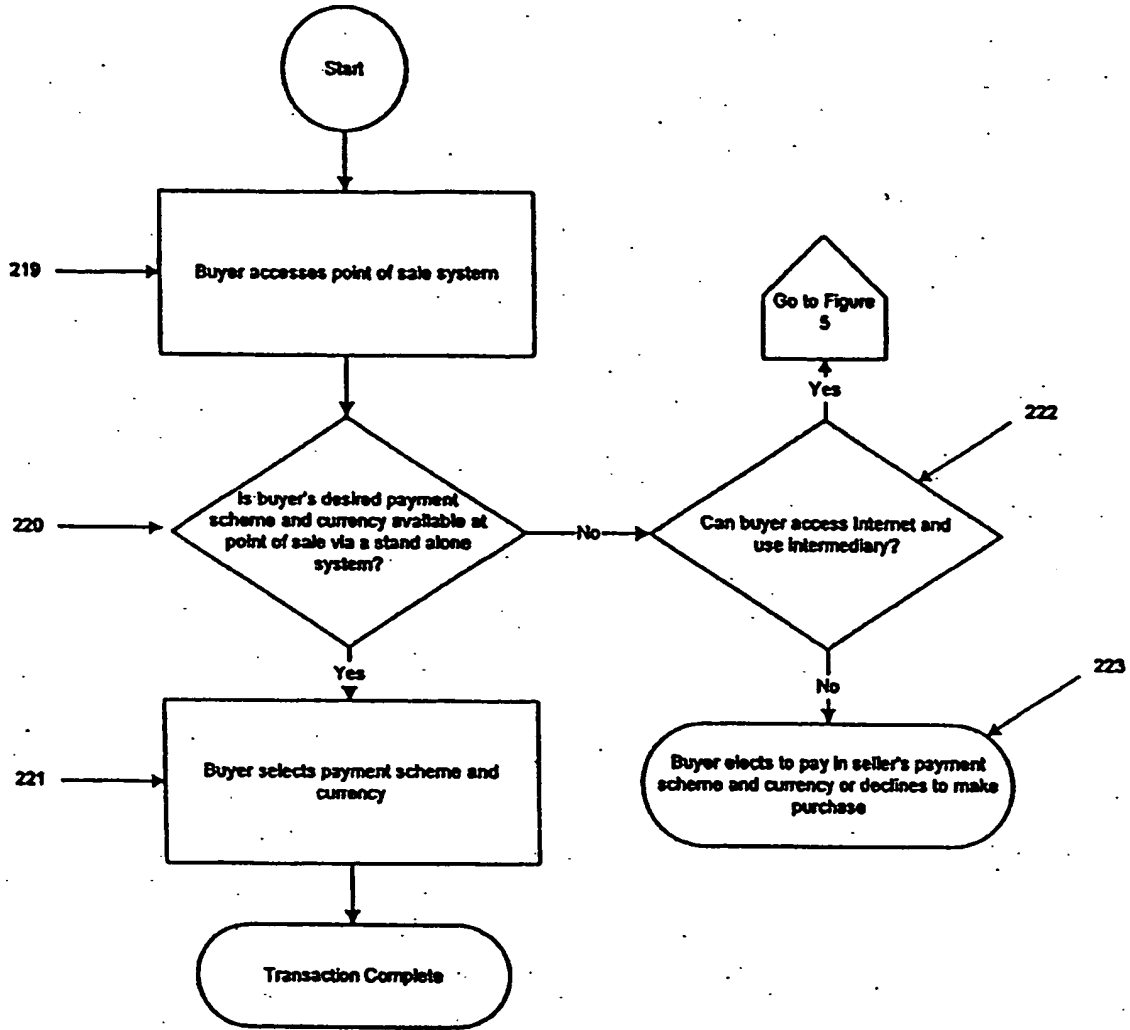 Start
219
Buyer accesses point of sale system
Go to Figure
5
Yes
222
220
Is buyer's desired payment
scheme and currency available at
point of sale via a stand alone
system?
No
Can buyer access Internet and
use intermediary?
Yes
No
223
221
Buyer selects payment scheme and
currency
Buyer elects to pay in seller's payment
scheme and currency or declines to make
purchase
Transaction Complete